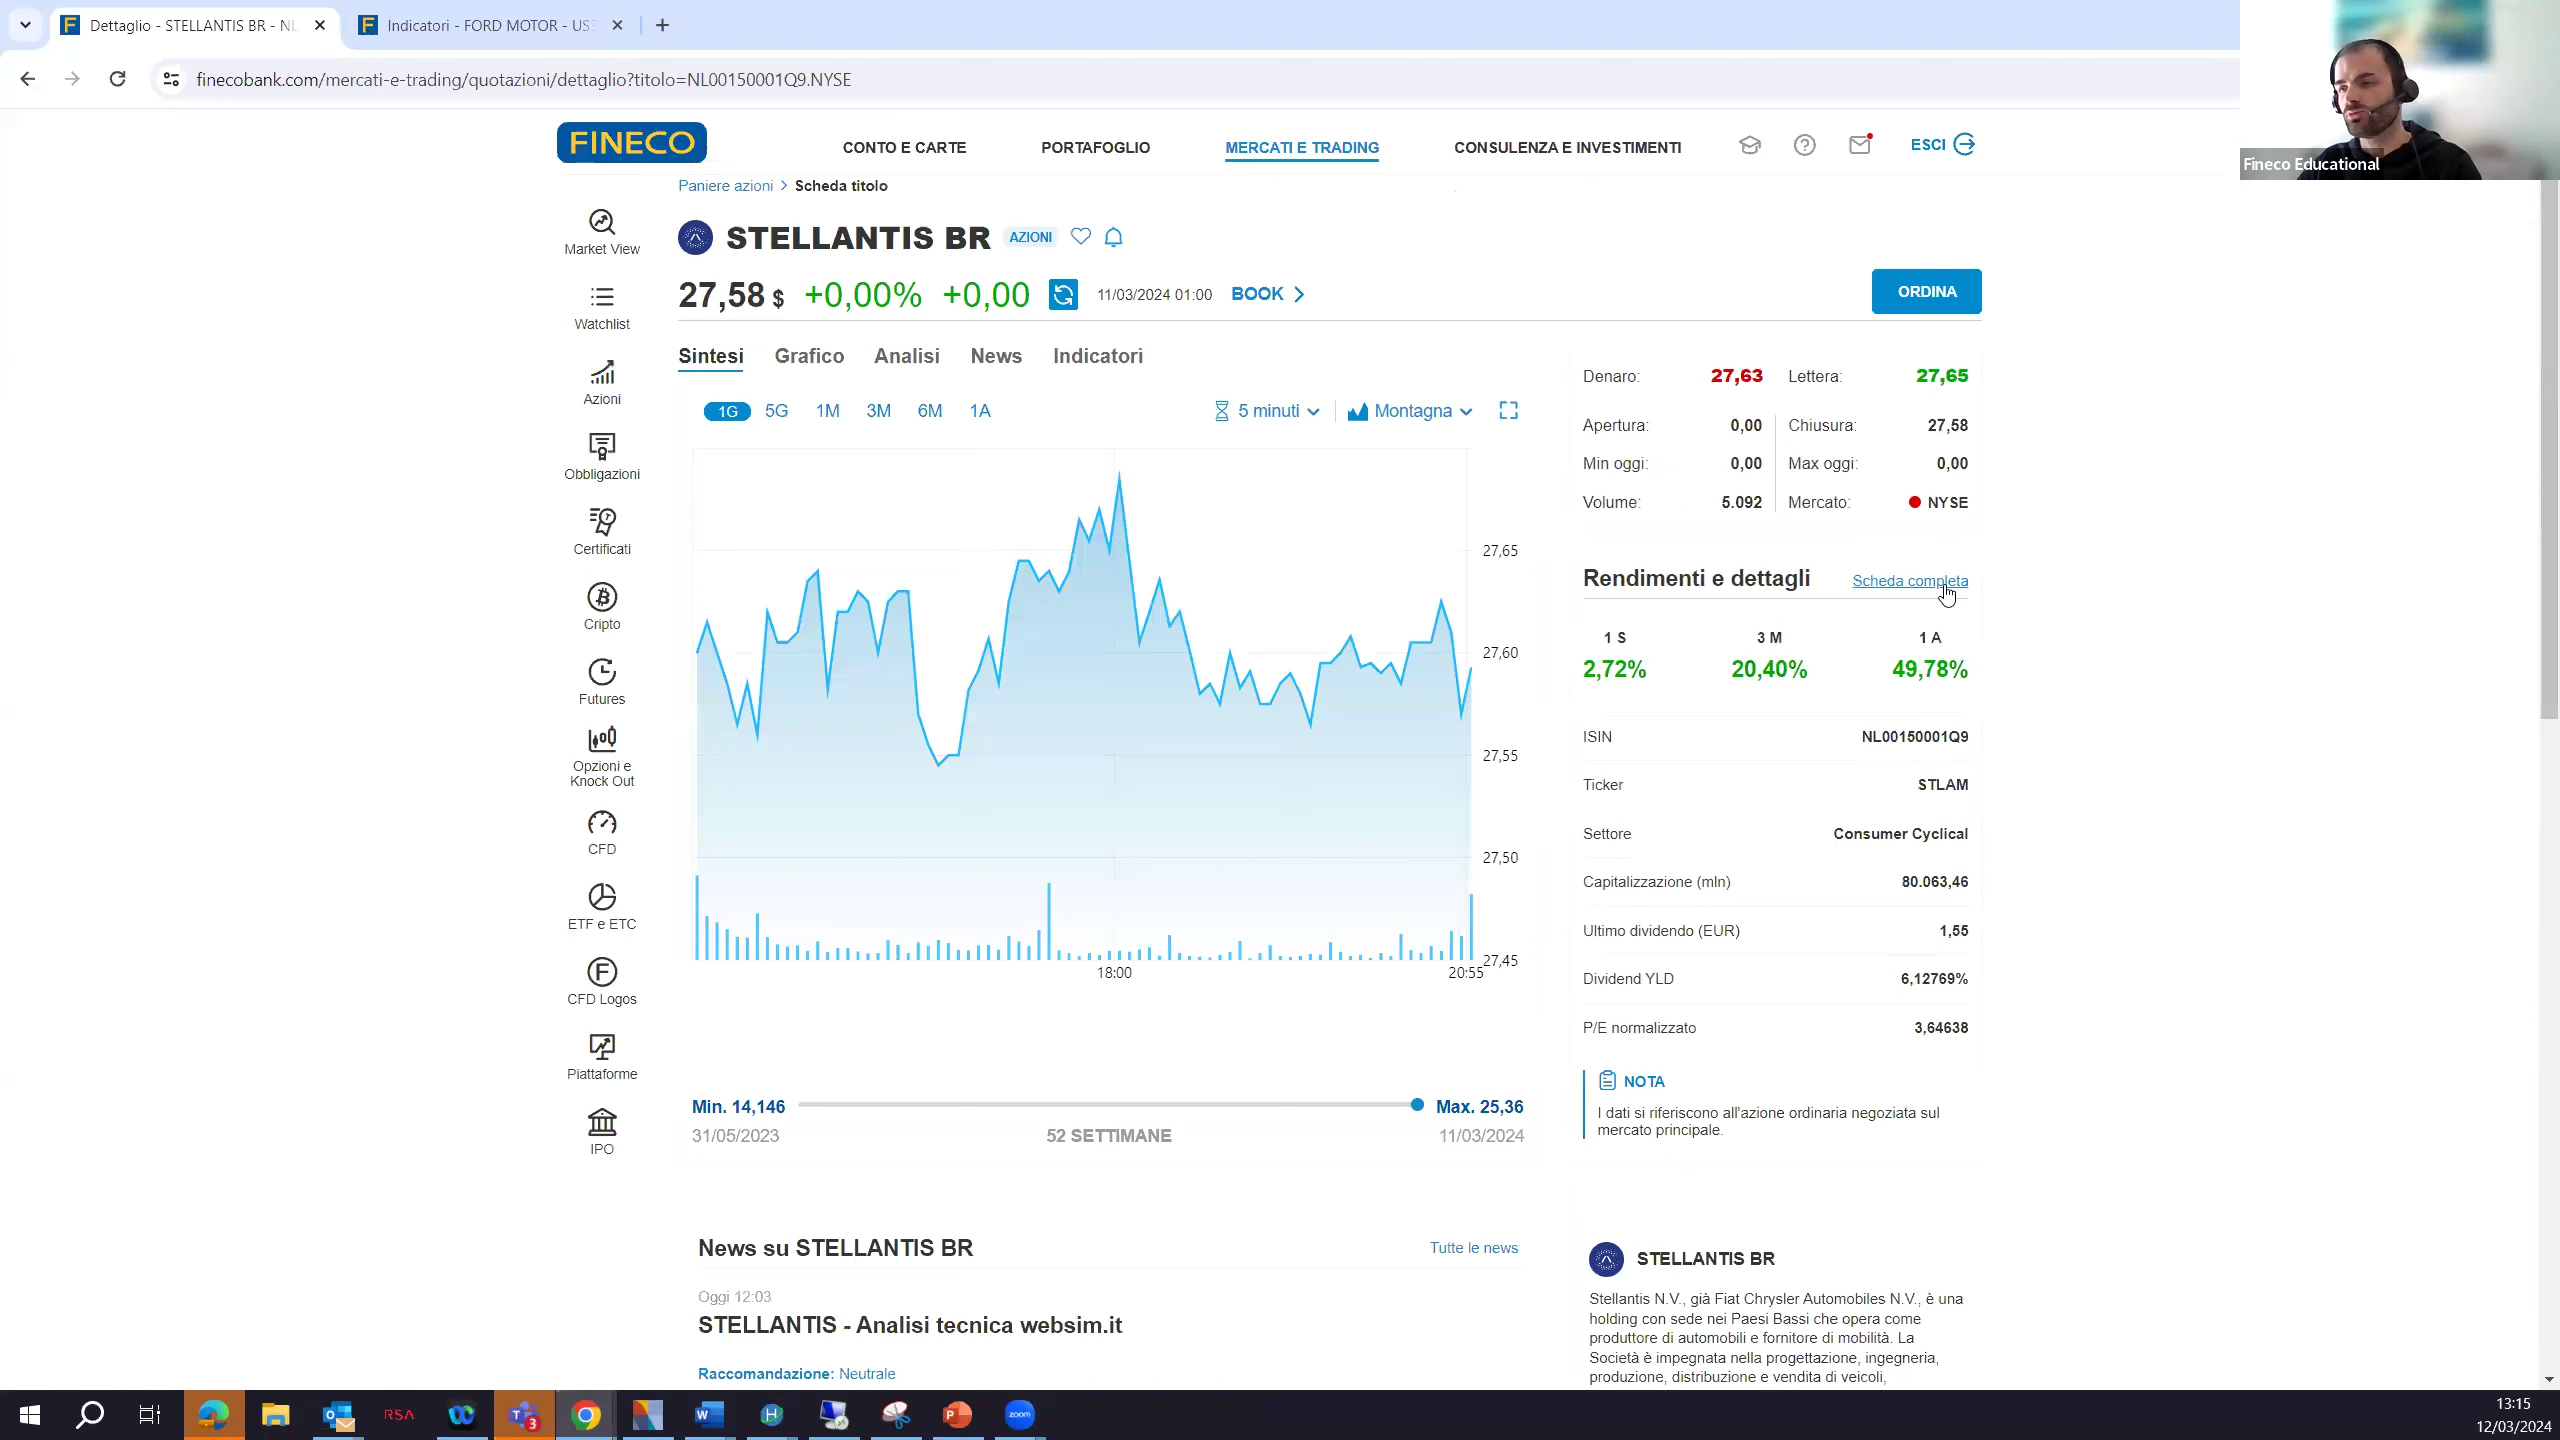 Dettaglio - STELLANTIS BR - NL
Indicatori - FORD MOTOR - US
finecobank.com/mercati-e-trading/quotazioni/dettaglio?titolo=NL00150001Q9.NYSE
Fineco Educational
FINECO
CONTO E CARTE
PORTAFOGLIO
MERCATI E TRADING
CONSULENZA E INVESTIMENTI
ESCI
Paniere azioni > Scheda titolo
Market View
Watchlist
Azioni
Obbligazioni
Certificati
Cripto
Futures
Opzioni e
Knock Out
CFD
ETF e ETC
CFD Logos
Piattaforme
IPO
STELLANTIS BR AZIONI
27,58 $ +0,00% +0,00 11/03/2024 01:00 BOOK
ORDINA
Sintesi Grafico Analisi News Indicatori
1G 5G 1M 3M 6M 1A
5 minuti Montagna
27,65
27,60
27,55
27,50
27,45
18:00 20:55
Min. 14,146 Max. 25,36
31/05/2023 52 SETTIMANE 11/03/2024
Denaro: 27,63 Lettera: 27,65
Apertura: 0,00 Chiusura: 27,58
Min oggi: 0,00 Max oggi: 0,00
Volume: 5.092 Mercato: NYSE
Rendimenti e dettagli Scheda completa
1 S 3 M 1 A
2,72% 20,40% 49,78%
ISIN NL00150001Q9
Ticker STLAM
Settore Consumer Cyclical
Capitalizzazione (mln) 80.063,46
Ultimo dividendo (EUR) 1,55
Dividend YLD 6,12769%
P/E normalizzato 3,64638
NOTA
I dati si riferiscono all'azione ordinaria negoziata sul
mercato principale.
News su STELLANTIS BR Tutte le news
Oggi 12:03
STELLANTIS - Analisi tecnica websim.it
Raccomandazione: Neutrale
STELLANTIS BR
Stellantis N.V., già Fiat Chrysler Automobiles N.V., è una
holding con sede nei Paesi Bassi che opera come
produttore di automobili e fornitore di mobilità. La
Società è impegnata nella progettazione, ingegneria,
produzione, distribuzione e vendita di veicoli,
RSA
3
zoom
13:15
12/03/2024